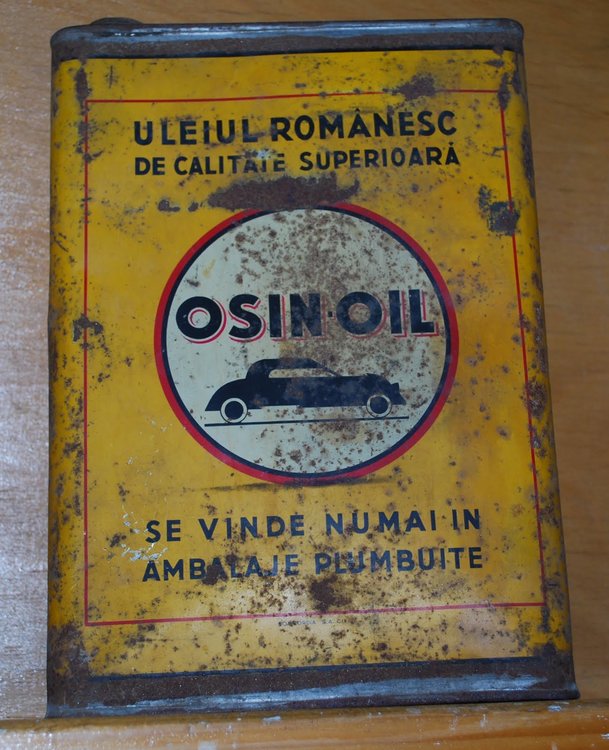 ULEIUL ROMÂNESC
DE CALITATE SUPERIOARĂ
OSIN-OIL
SE VINDE NUMAI IN
AMBALAJE PLUMBUITE